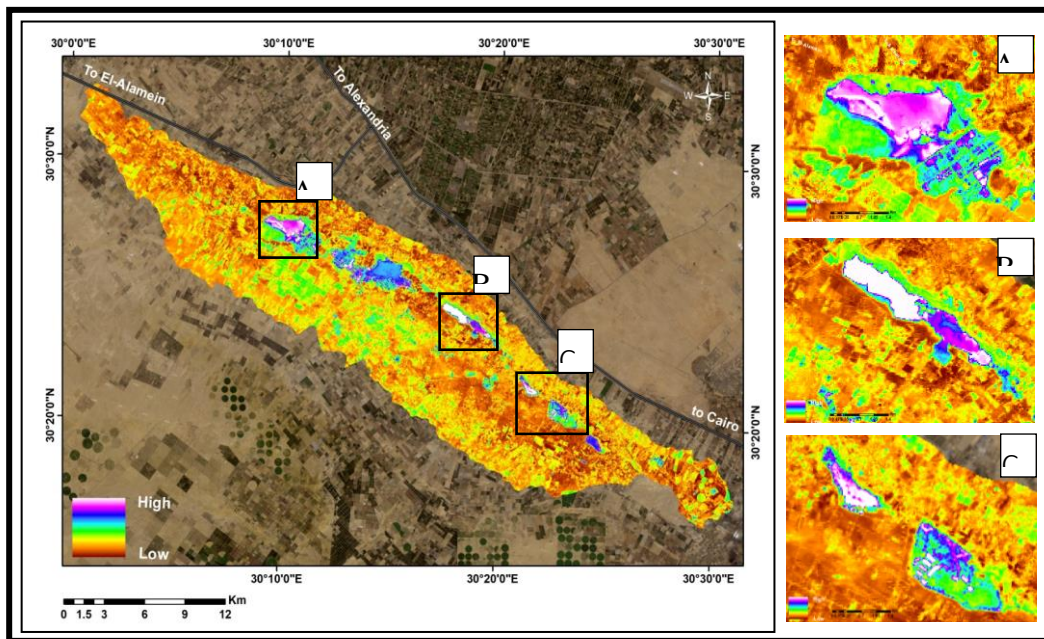 30°0'0"E 30°10'0"E 30°20'0"E 30°30'0"E
To El-Alamein
To Alexandria
N
W E
S
30°30'0"N
30°30'0"N
A
B
C
30°20'0"N
30°20'0"N
to Cairo
High
Low
30°10'0"E 30°20'0"E 30°30'0"E
Km
0 1.5 3 6 9 12
A
B
C